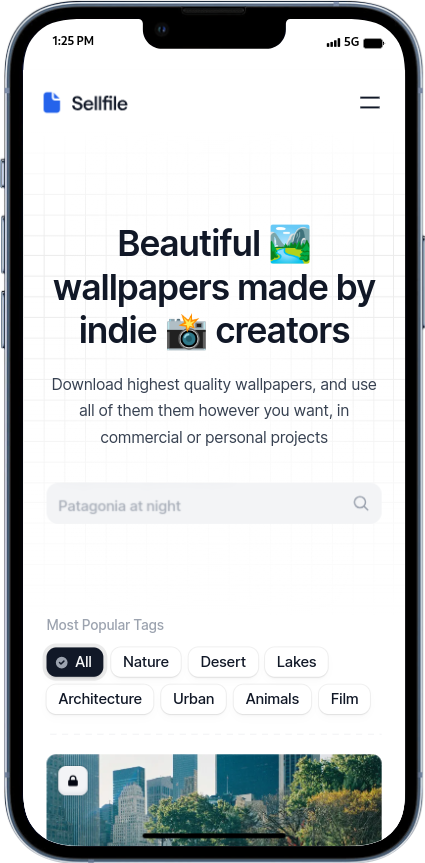 1:25 PM
5G
Sellfile
Beautiful 🏞️
wallpapers made by
indie 📸 creators
Download highest quality wallpapers, and use
all of them them however you want, in
commercial or personal projects
Patagonia at night
Most Popular Tags
All Nature Desert Lakes
Architecture Urban Animals Film